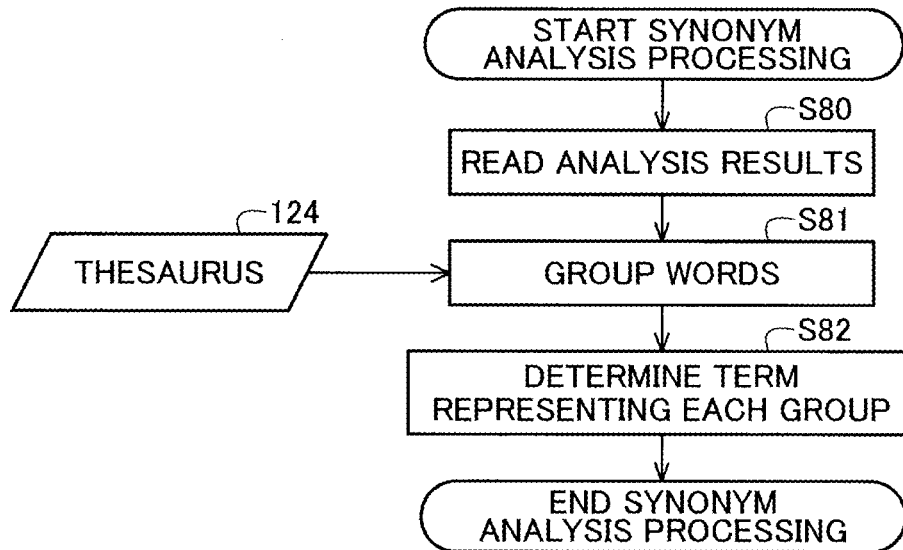 START SYNONYM
ANALYSIS PROCESSING
S80
READ ANALYSIS RESULTS
124
S81
THESAURUS
GROUP WORDS
S82
DETERMINE TERM
REPRESENTING EACH GROUP
END SYNONYM
ANALYSIS PROCESSING